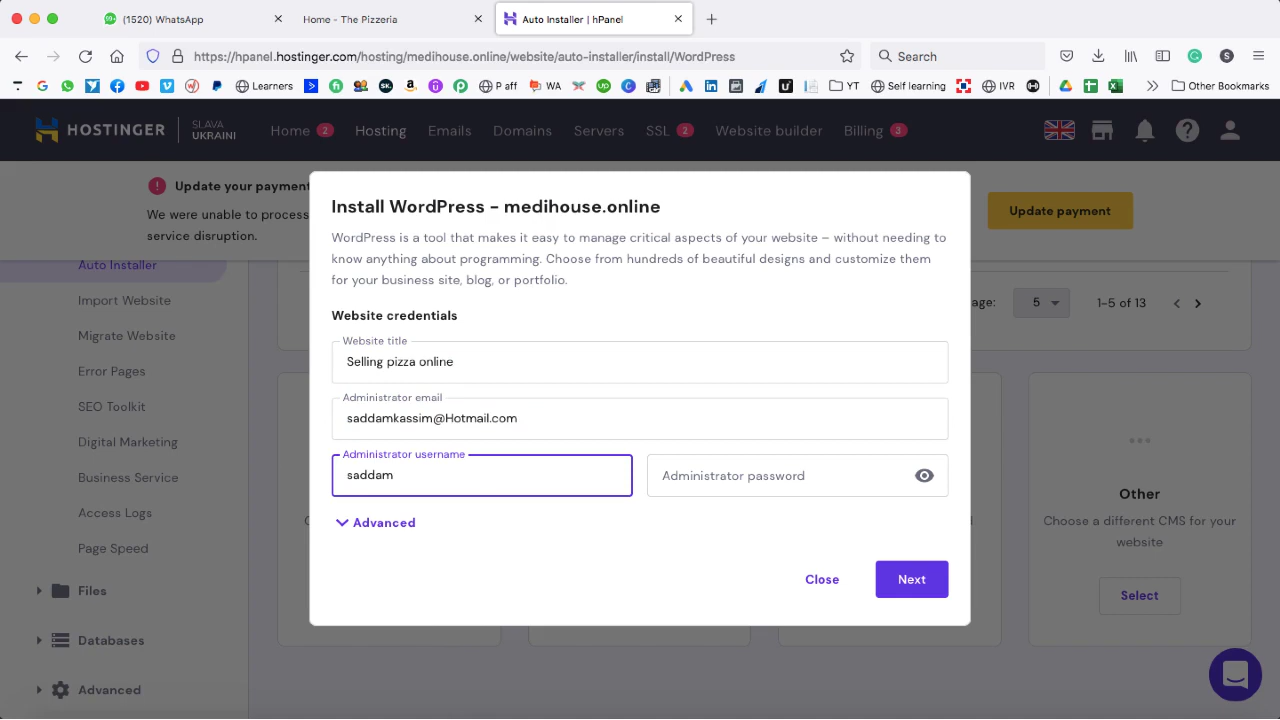 99+ (1520) WhatsApp
Home - The Pizzeria
Auto Installer | hPanel
https://hpanel.hostinger.com/hosting/medihouse.online/website/auto-installer/install/WordPress
Search
S
Learners
P aff
WA
YT
Self learning
IVR
Other Bookmarks
HOSTINGER
SLAVA
UKRAINI
Home 2
Hosting
Emails
Domains
Servers
SSL 2
Website builder
Billing 3
Update your payment
We were unable to process
service disruption.
Update payment
Auto Installer
Import Website
Migrate Website
Error Pages
SEO Toolkit
Digital Marketing
Business Service
Access Logs
Page Speed
Files
Databases
Advanced
age: 5 1-5 of 13
Install WordPress - medihouse.online
WordPress is a tool that makes it easy to manage critical aspects of your website – without needing to
know anything about programming. Choose from hundreds of beautiful designs and customize them
for your business site, blog, or portfolio.
Website credentials
Website title
Selling pizza online
Administrator email
saddamkassim@Hotmail.com
Administrator username
saddam
Administrator password
Advanced
Close
Next
Other
Choose a different CMS for your
website
Select